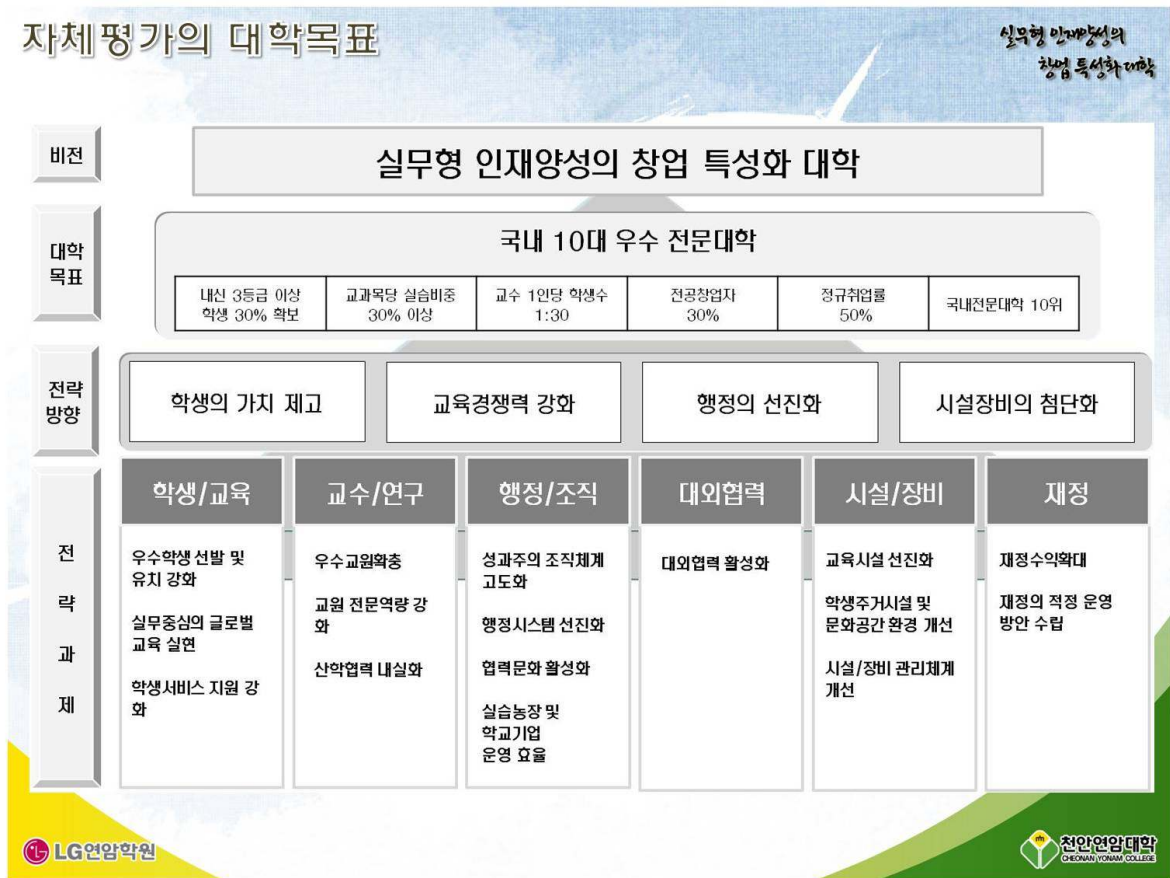 자체평가의 대학목표
실무형 인재양성의
창업 특성화 대학
비전
실무형 인재양성의 창업 특성화 대학
대학
목표
국내 10대 우수 전문대학
내신 3등급 이상
학생 30% 확보
교과목당 실습비중
30% 이상
교수 1인당 학생수
1:30
전공창업자
30%
정규취업률
50%
국내전문대학 10위
전략
방향
학생의 가치 제고
교육경쟁력 강화
행정의 선진화
시설장비의 첨단화
전
략
과
제
학생/교육
우수학생 선발 및
유치 강화
실무중심의 글로벌
교육 실현
학생서비스 지원 강
화
교수/연구
우수교원확충
교원 전문역량 강
화
산학협력 내실화
행정/조직
성과주의 조직체계
고도화
행정시스템 선진화
협력문화 활성화
실습농장 및
학교기업
운영 효율
대외협력
대외협력 활성화
시설/장비
교육시설 선진화
학생주거시설 및
문화공간 환경 개선
시설/장비 관리체계
개선
재정
재정수익확대
재정의 적정 운영
방안 수립
LG연암학원
천안연암대학
CHEONAN YONAM COLLEGE